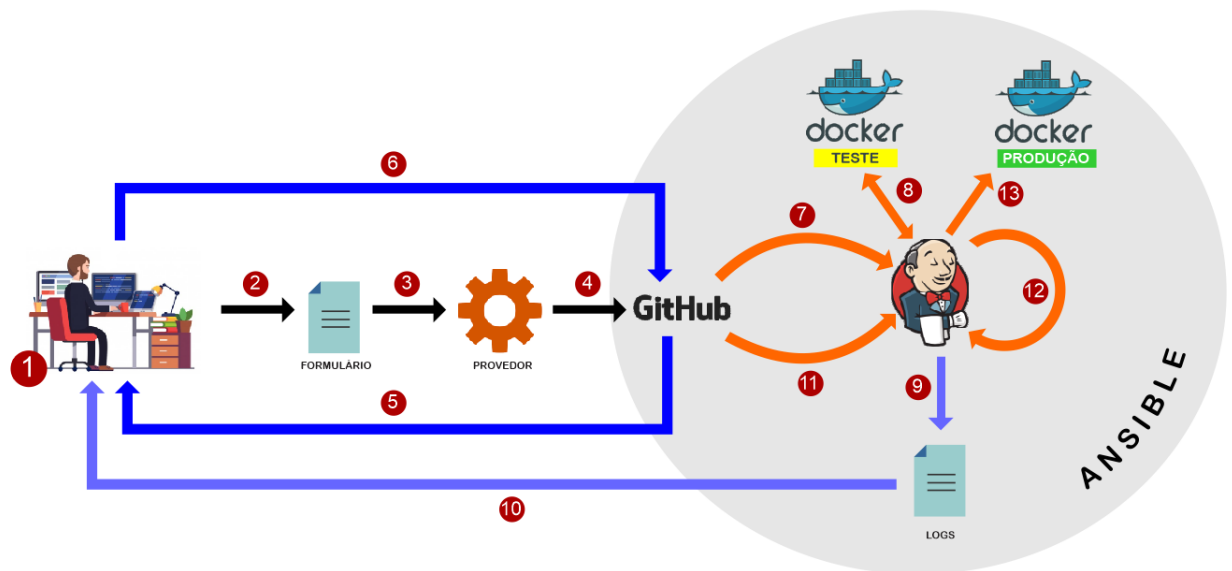 docker
TESTE
docker
PRODUÇÃO
6
8
13
7
2
3
4
12
GitHub
1
FORMULÁRIO
PROVEDOR
11
9
5
ANSIBLE
10
LOGS